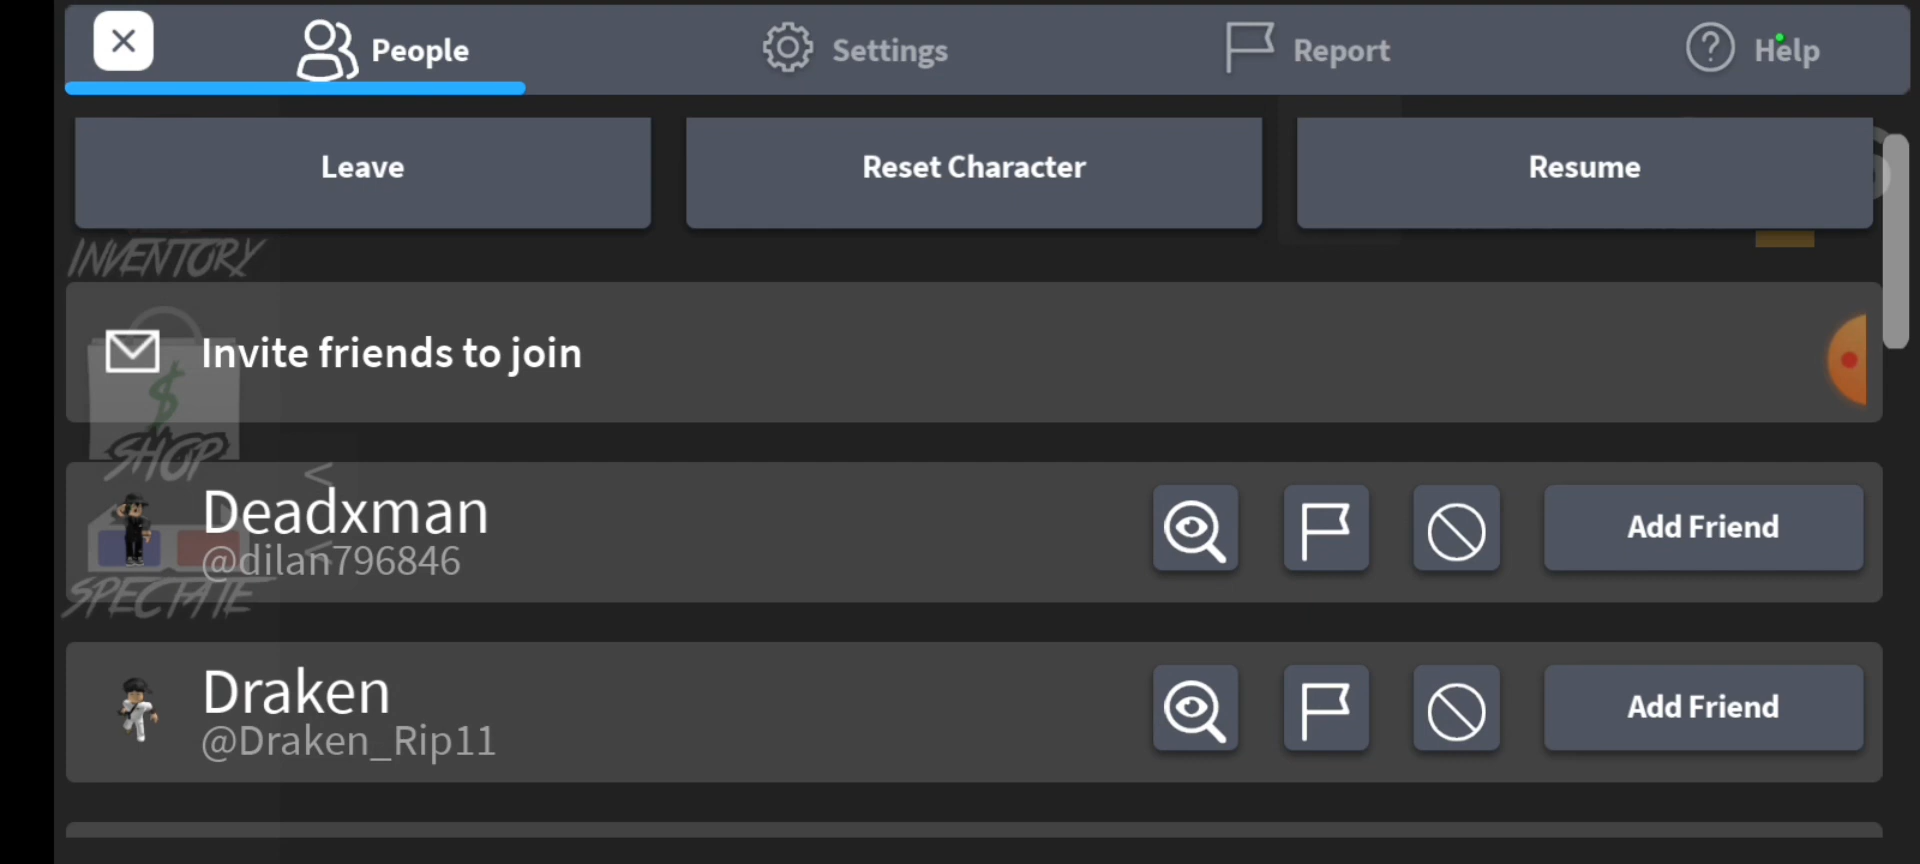 People
Settings
Report
Help
Leave
Reset Character
Resume
INVENTORY
Invite friends to join
SHOP
Deadxman
@dilan796846
Add Friend
SPECTATE
Draken
@Draken_Rip11
Add Friend